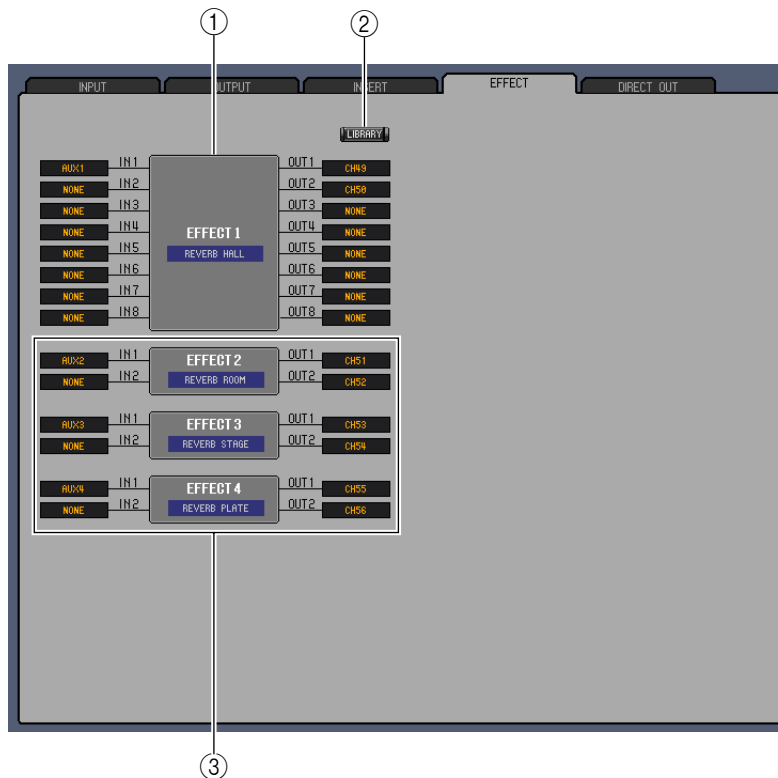 ① ②
INPUT OUTPUT INSERT EFFECT DIRECT OUT
LIBRARY
AUX1 IN1 OUT1 CH49
NONE IN2 OUT2 CH50
NONE IN3 OUT3 NONE
NONE IN4 EFFECT 1 OUT4 NONE
NONE IN5 REVERB HALL OUT5 NONE
NONE IN6 OUT6 NONE
NONE IN7 OUT7 NONE
NONE IN8 OUT8 NONE
AUX2 IN1 EFFECT 2 OUT1 CH51
NONE IN2 REVERB ROOM OUT2 CH52
AUX3 IN1 EFFECT 3 OUT1 CH53
NONE IN2 REVERB STAGE OUT2 CH54
AUX4 IN1 EFFECT 4 OUT1 CH55
NONE IN2 REVERB PLATE OUT2 CH56
③